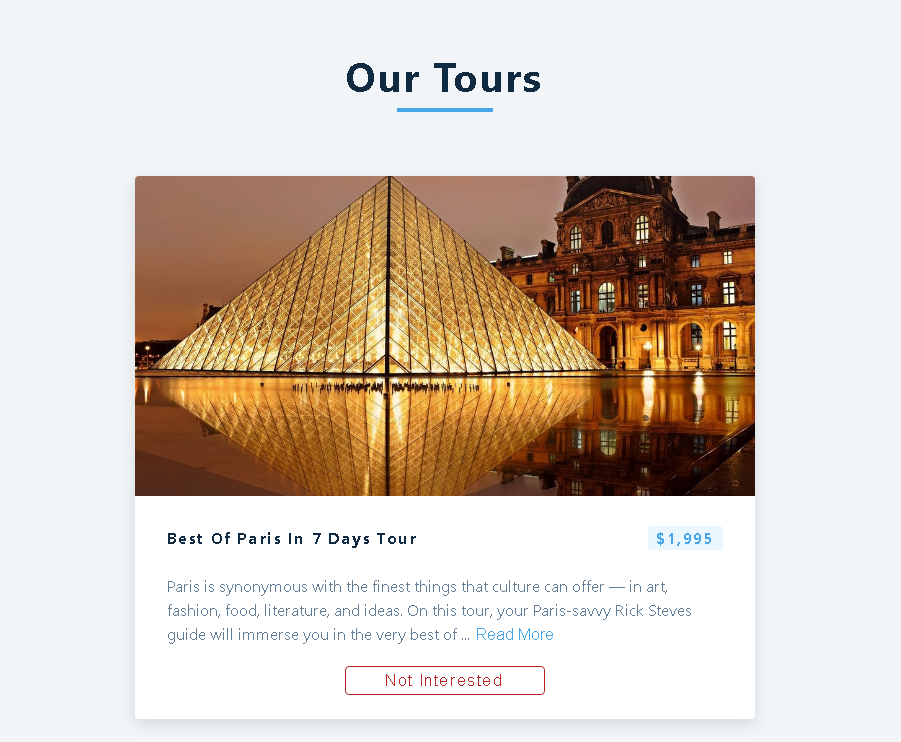 Our Tours
Best Of Paris In 7 Days Tour
$1,995
Paris is synonymous with the finest things that culture can offer — in art,
fashion, food, literature, and ideas. On this tour, your Paris-savvy Rick Steves
guide will immerse you in the very best of ... Read More
Not Interested